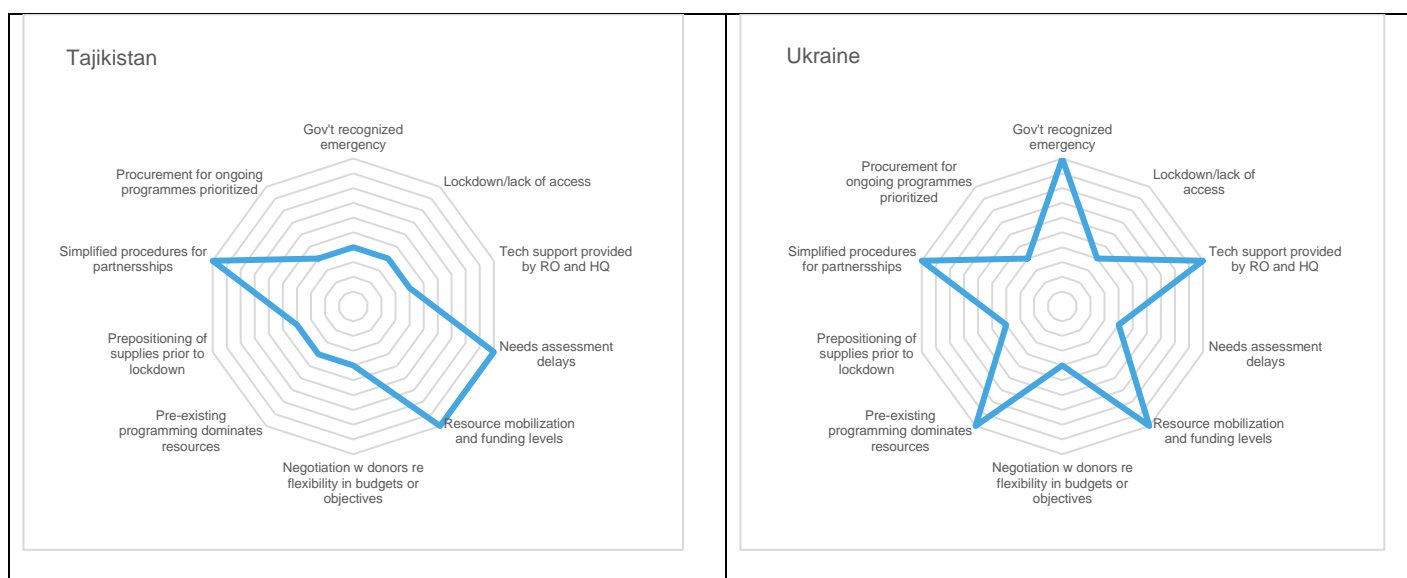 Tajikistan
Gov't recognized
emergency
Lockdown/lack of access
Tech support provided
by RO and HQ
Needs assessment
delays
Resource mobilization
and funding levels
Negotiation w donors re
flexibility in budgets or
objectives
Pre-existing
programming dominates
resources
Prepositioning of
supplies prior to
lockdown
Simplified procedures for
partnersships
Procurement for ongoing
programmes prioritized
Ukraine
Gov't recognized
emergency
Lockdown/lack of
access
Tech support provided
by RO and HQ
Needs assessment
delays
Resource mobilization
and funding levels
Negotiation w donors re
flexibility in budgets or
objectives
Pre-existing
programming dominates
resources
Prepositioning of
supplies prior to
lockdown
Simplified procedures
for partnersships
Procurement for
ongoing programmes
prioritized